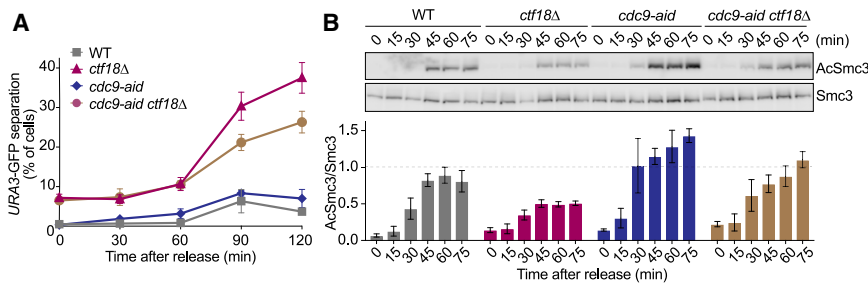 A
URA3-GFP separation
(% of cells)
40
30
20
10
0
WT
ctf18Δ
cdc9-aid
cdc9-aid ctf18Δ
0 30 60 90 120
Time after release (min)
B
WT ctf18Δ cdc9-aid cdc9-aid ctf18Δ
0 15 30 45 60 75 0 15 30 45 60 75 0 15 30 45 60 75 0 15 30 45 60 75 (min)
AcSmc3
Smc3
AcSmc3/Smc3
1.5
1.0
0.5
0.0
0 15 30 45 60 75 0 15 30 45 60 75 0 15 30 45 60 75 0 15 30 45 60 75
Time after release (min)